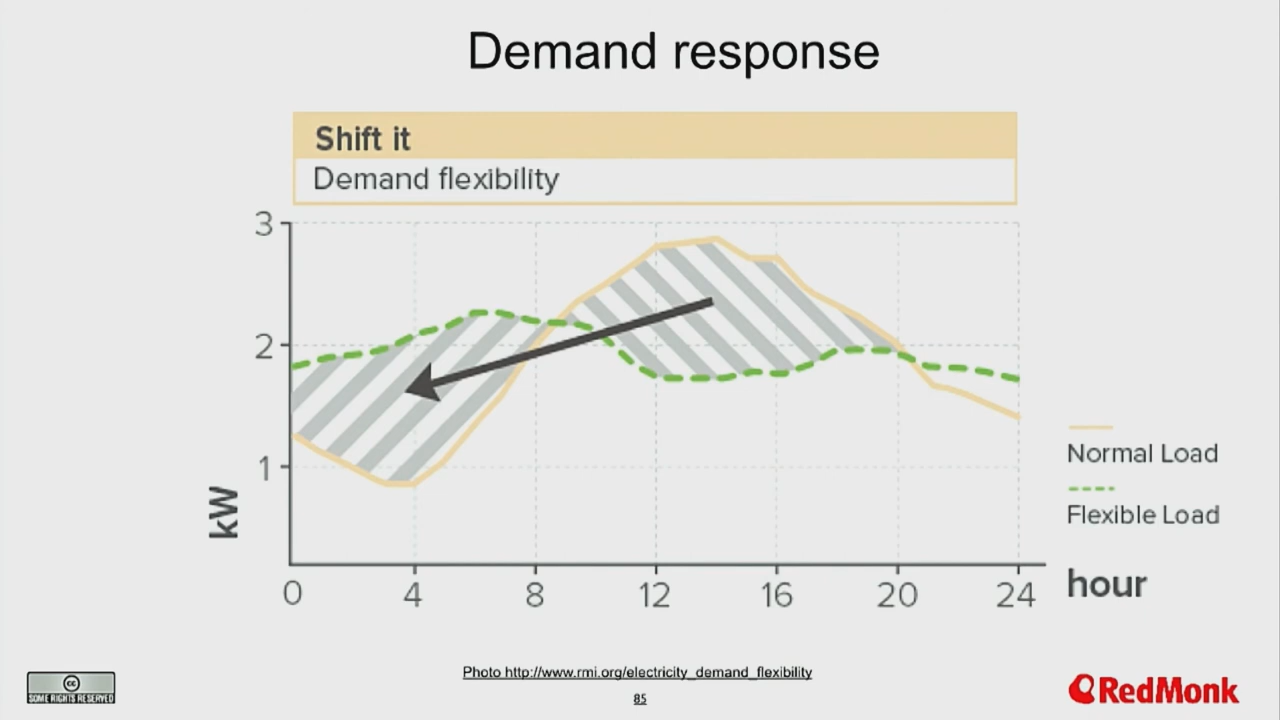 Demand response
Shift it
Demand flexibility
3
2
1
kW
0 4 8 12 16 20 24
hour
Normal Load
Flexible Load
Photo http://www.rmi.org/electricity_demand_flexibility
85
cc
SOME RIGHTS RESERVED
RedMonk